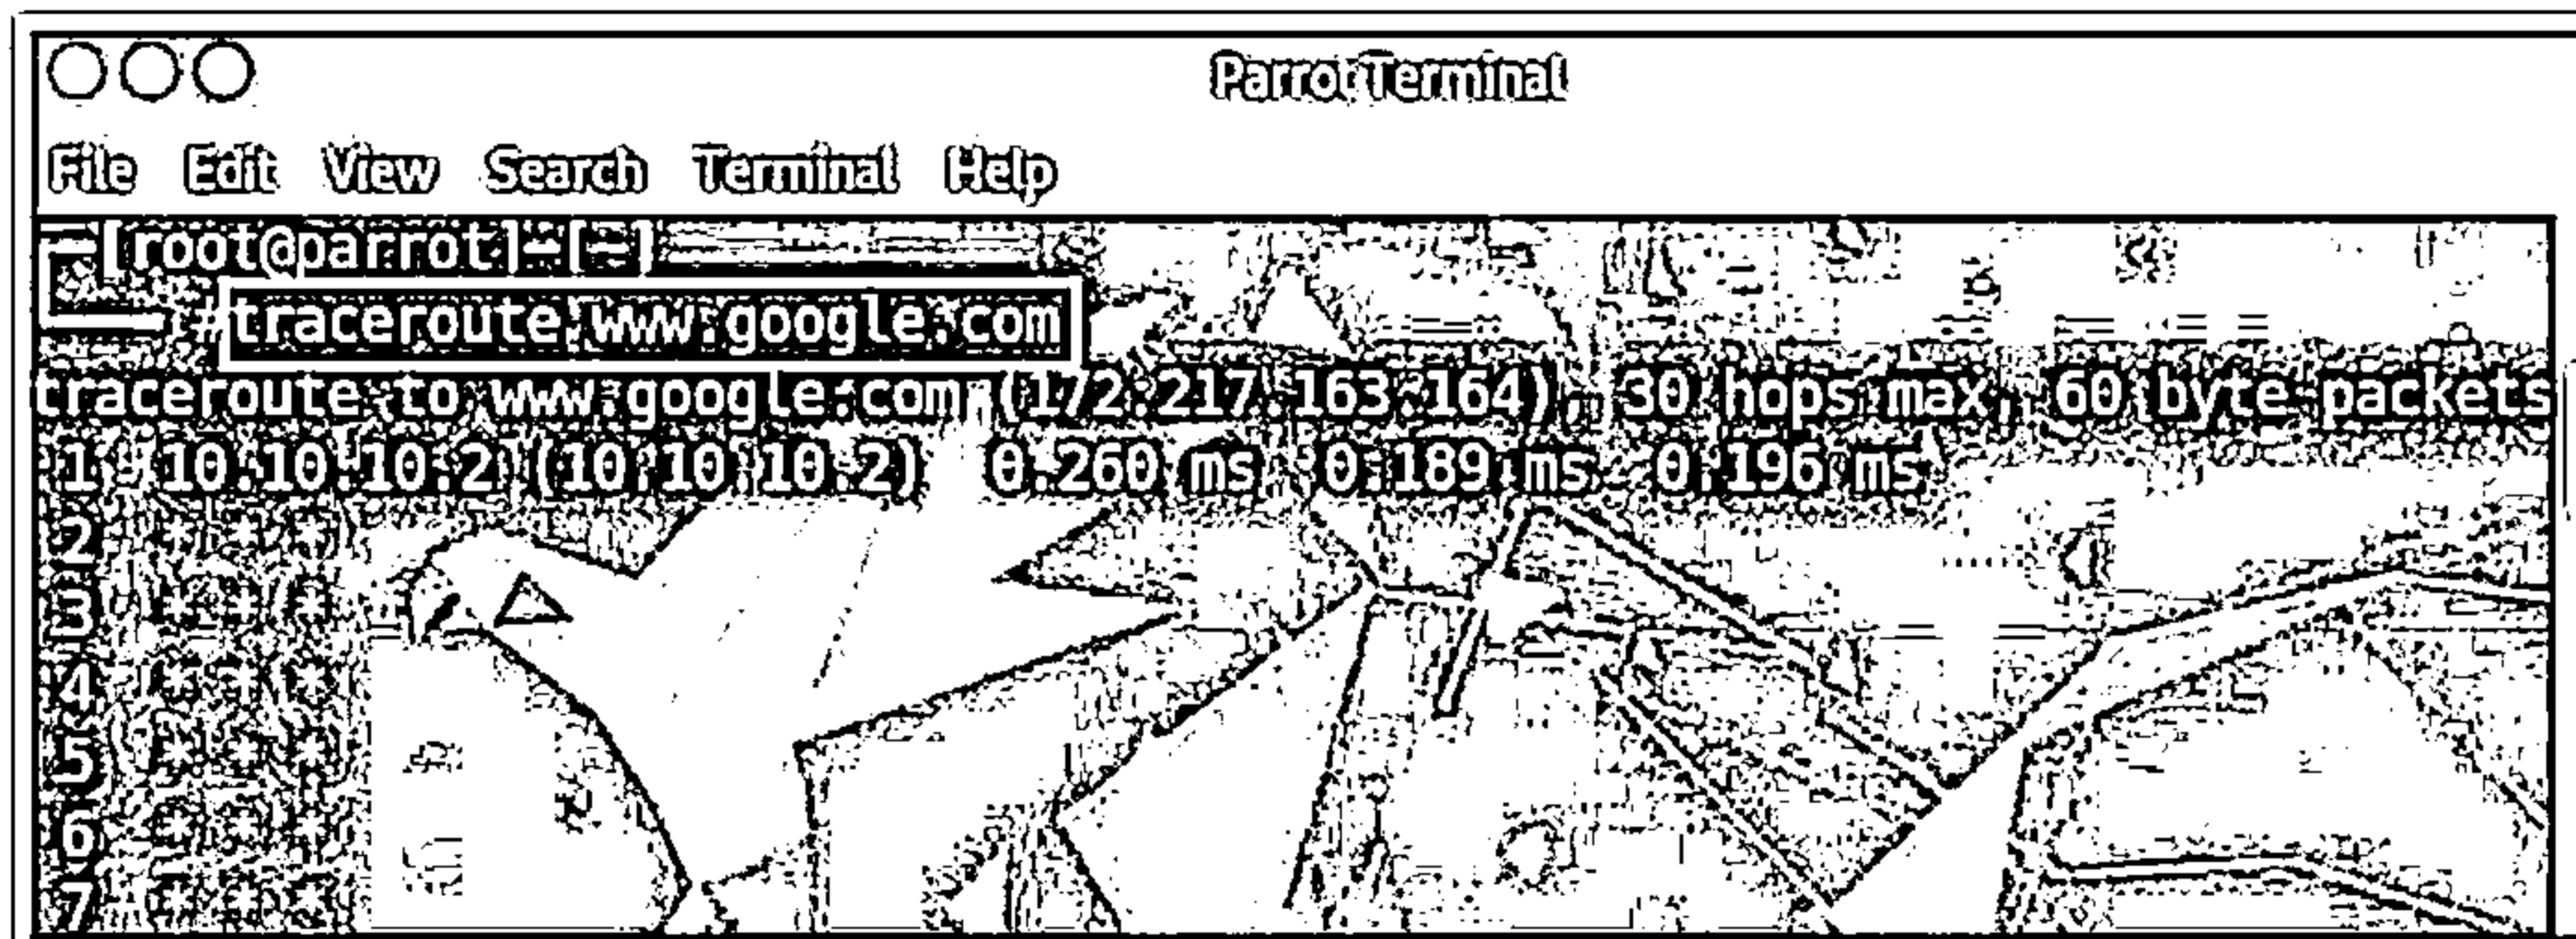 Parrot Terminal
File Edit View Search Terminal Help
┌─[root@parrot]─[~]
└──╼ #traceroute www.google.com
traceroute to www.google.com (172.217.163.164), 30 hops max, 60 byte packets
1 10.10.10.2 (10.10.10.2) 0.260 ms 0.189 ms 0.196 ms
2 * * *
3 * * *
4 * * *
5 * * *
6 * * *
7 * * *